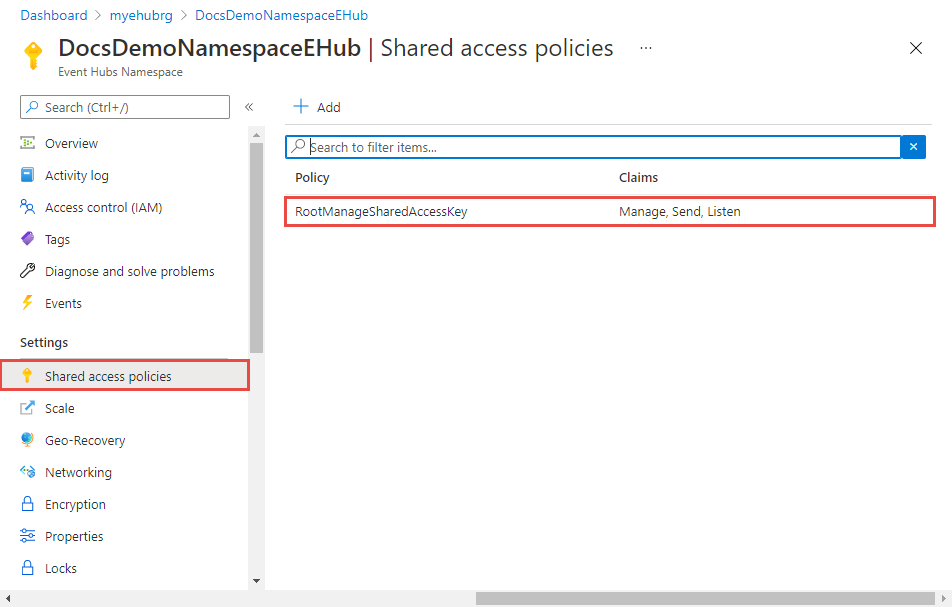 Dashboard > myehubrg > DocsDemoNamespaceEHub
DocsDemoNamespaceEHub | Shared access policies ...
Event Hubs Namespace
Search (Ctrl+/)
«
Add
Overview
Search to filter items...
Activity log
Policy Claims
Access control (IAM)
RootManageSharedAccessKey Manage, Send, Listen
Tags
Diagnose and solve problems
Events
Settings
Shared access policies
Scale
Geo-Recovery
Networking
Encryption
Properties
Locks